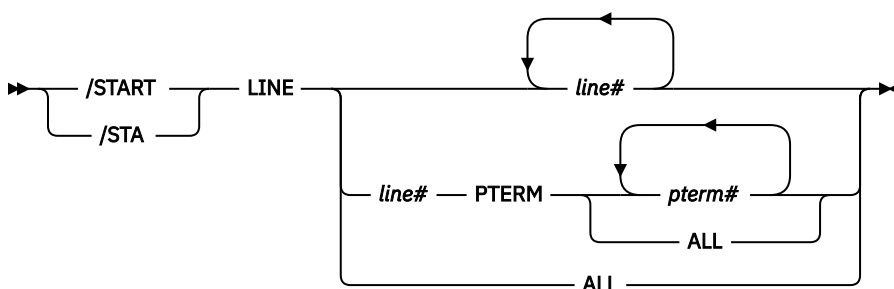 /START LINE line#
/STA
line# PTERM pterm#
ALL
ALL